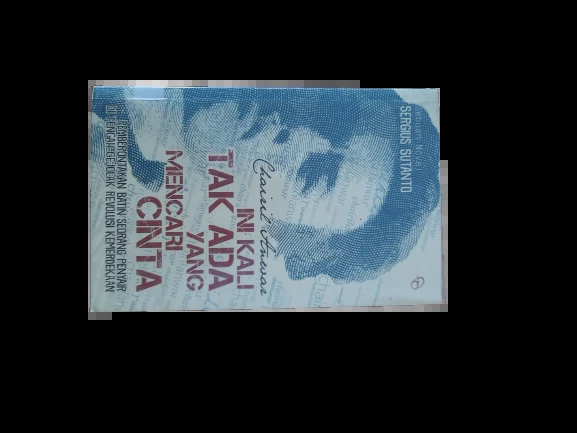 SERGIUS SUTANTO
Chairil Anwar
INI KALI
TAK ADA
YANG
MENCARI
CINTA
PEMBERONTAKAN BATIN SEORANG PENYAIR
DI TENGAH GEJOLAK REVOLUSI KEMERDEKAAN